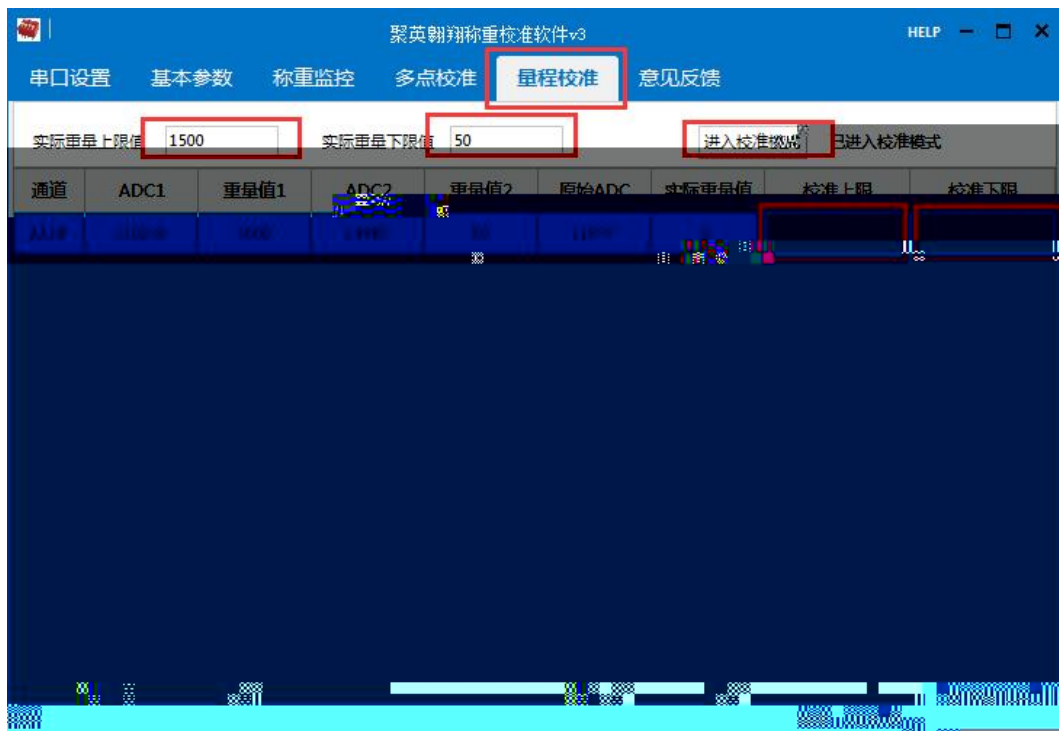 聚英翱翔称重校准软件v3 HELP
串口设置 基本参数 称重监控 多点校准 量程校准 意见反馈
实际重量上限值 1500 实际重量下限值 50 进入校准模式 已进入校准模式
通道 ADC1 重量值1 ADC2 重量值2 原始ADC 实际重量值 校准上限 校准下限